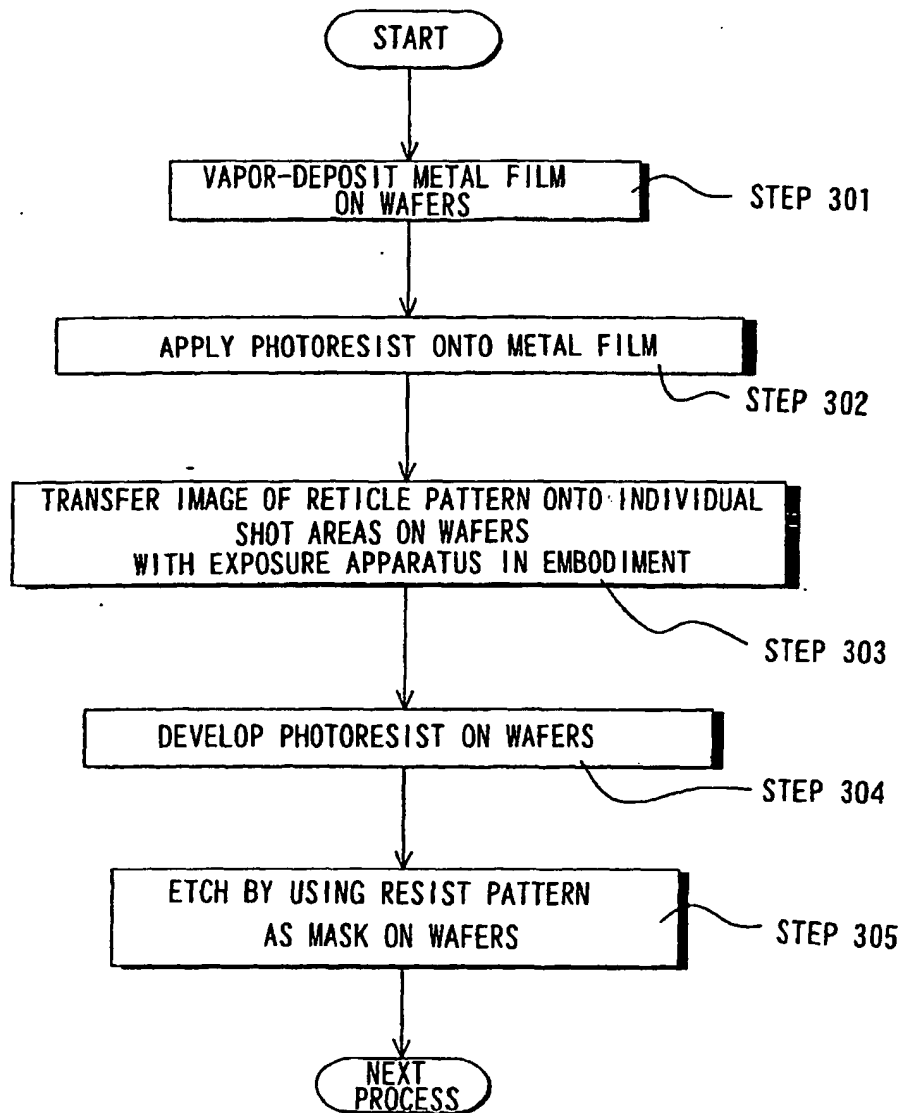 START
VAPOR-DEPOSIT METAL FILM
ON WAFERS
STEP 301
APPLY PHOTORESIST ONTO METAL FILM
STEP 302
TRANSFER IMAGE OF RETICLE PATTERN ONTO INDIVIDUAL
SHOT AREAS ON WAFERS
WITH EXPOSURE APPARATUS IN EMBODIMENT
STEP 303
DEVELOP PHOTORESIST ON WAFERS
STEP 304
ETCH BY USING RESIST PATTERN
AS MASK ON WAFERS
STEP 305
NEXT
PROCESS